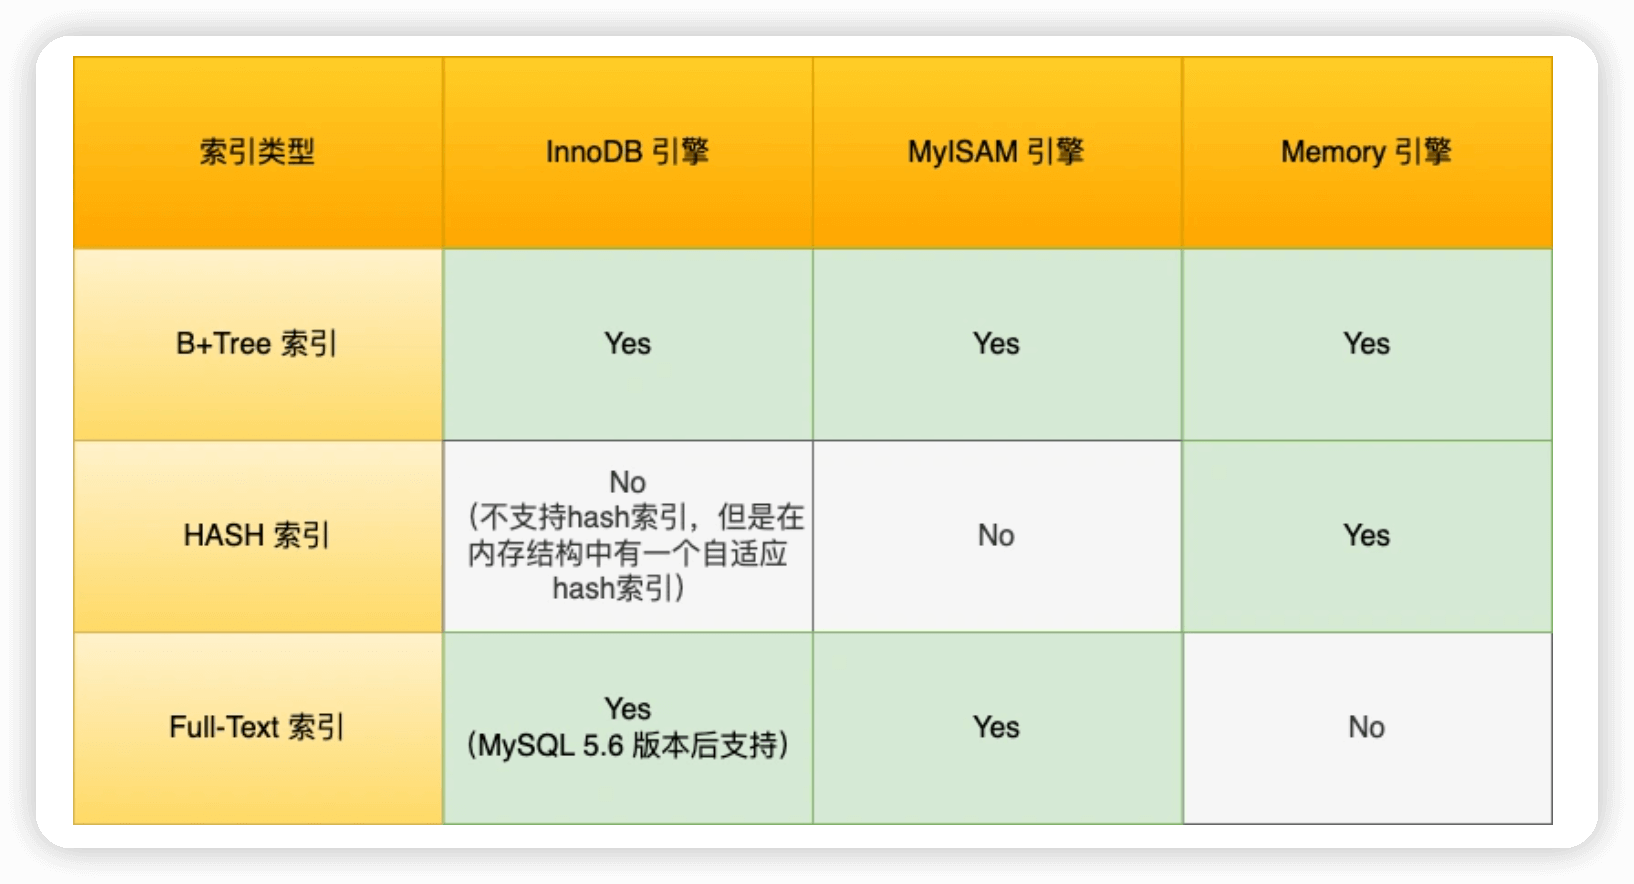 索引类型
InnoDB 引擎
MyISAM 引擎
Memory 引擎
B+Tree 索引
Yes
Yes
Yes
HASH 索引
No
（不支持hash索引，但是在
内存结构中有一个自适应
hash索引）
No
Yes
Full-Text 索引
Yes
（MySQL 5.6 版本后支持）
Yes
No